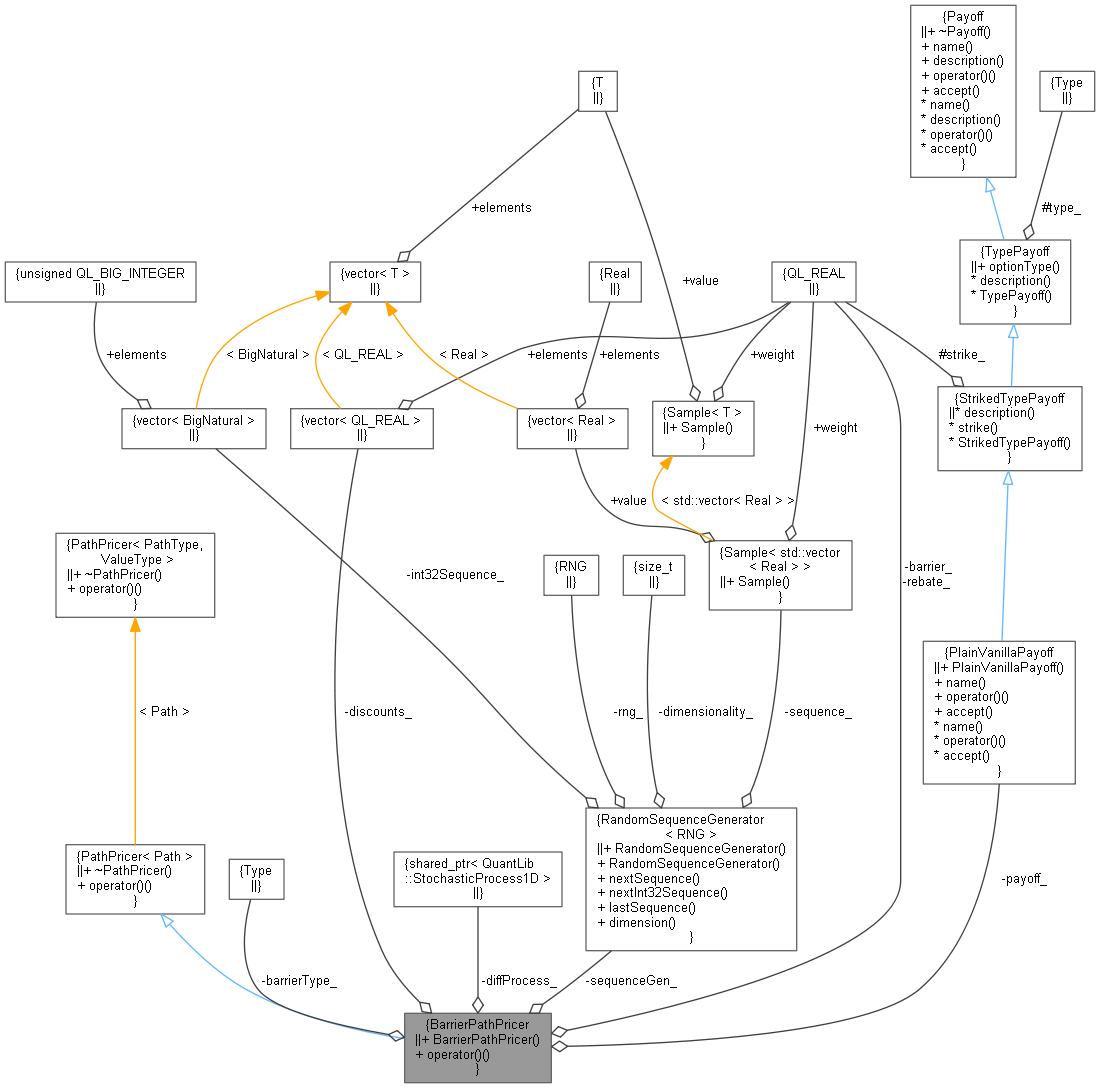 {Payoff
||+ ~Payoff()
+ name()
+ description()
+ operator()()
+ accept()
* name()
* description()
* operator()()
* accept()
}
{T
||}
{Type
||}
+elements
#type_
{TypePayoff
||+ optionType()
* description()
* TypePayoff()
}
{unsigned QL_BIG_INTEGER
||}
{vector< T >
||}
{Real
||}
+value
{QL_REAL
||}
+elements
< BigNatural >
< QL_REAL >
< Real >
+elements
+elements
+weight
#strike_
{StrikedTypePayoff
||* description()
* strike()
* StrikedTypePayoff()
}
{vector< BigNatural >
||}
{vector< QL_REAL >
||}
{vector< Real >
||}
{Sample< T >
||+ Sample()
}
+weight
+value
< std::vector< Real > >
{PathPricer< PathType,
ValueType >
||+ ~PathPricer()
+ operator()()
}
-int32Sequence_
{RNG
||}
{size_t
||}
{Sample< std::vector
< Real > >
||+ Sample()
}
-barrier_
-rebate_
{PlainVanillaPayoff
||+ PlainVanillaPayoff()
+ name()
+ operator()()
+ accept()
* name()
* operator()()
* accept()
}
< Path >
-discounts_
-rng_
-dimensionality_
-sequence_
{PathPricer< Path >
||+ ~PathPricer()
+ operator()()
}
{Type
||}
{shared_ptr< QuantLib
::StochasticProcess1D >
||}
{RandomSequenceGenerator
< RNG >
||+ RandomSequenceGenerator()
+ RandomSequenceGenerator()
+ nextSequence()
+ nextInt32Sequence()
+ lastSequence()
+ dimension()
}
-payoff_
-barrierType_
-diffProcess_
-sequenceGen_
{BarrierPathPricer
||+ BarrierPathPricer()
+ operator()()
}